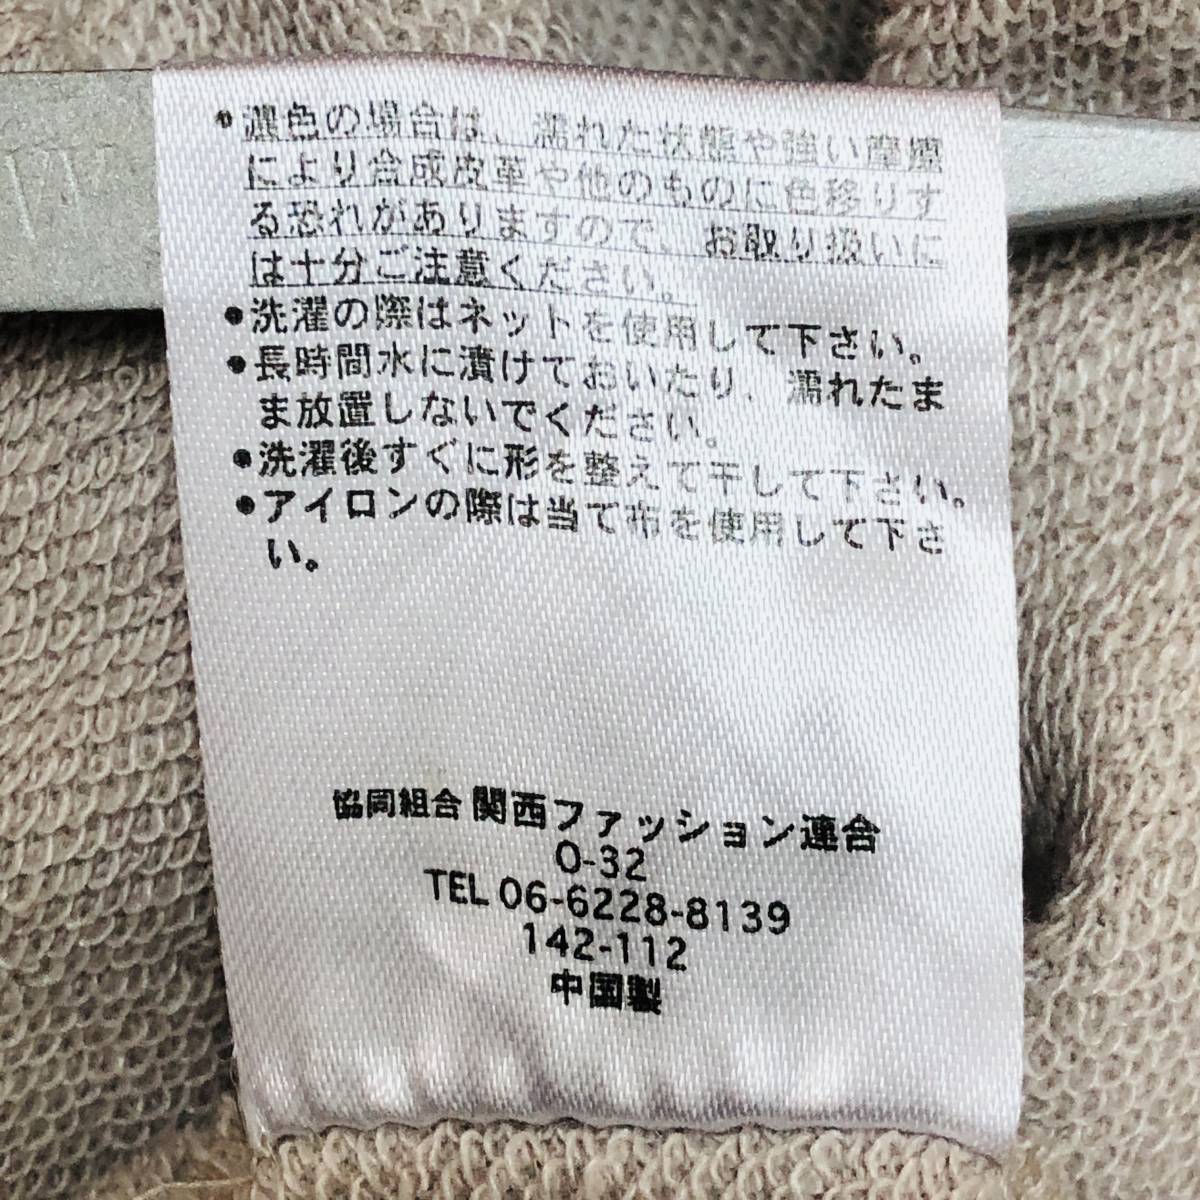 •濃色の場合は、濡れた状態や強い摩擦
により合成皮革や他のものに色移りす
る恐れがありますので、お取り扱いに
は十分ご注意ください。
•洗濯の際はネットを使用して下さい。
•長時間水に漬けておいたり、濡れたま
ま放置しないでください。
•洗濯後すぐに形を整えて干して下さい。
•アイロンの際は当て布を使用して下さ
い。
協同組合 関西ファッション連合
O-32
TEL 06-6228-8139
142-112
中国製